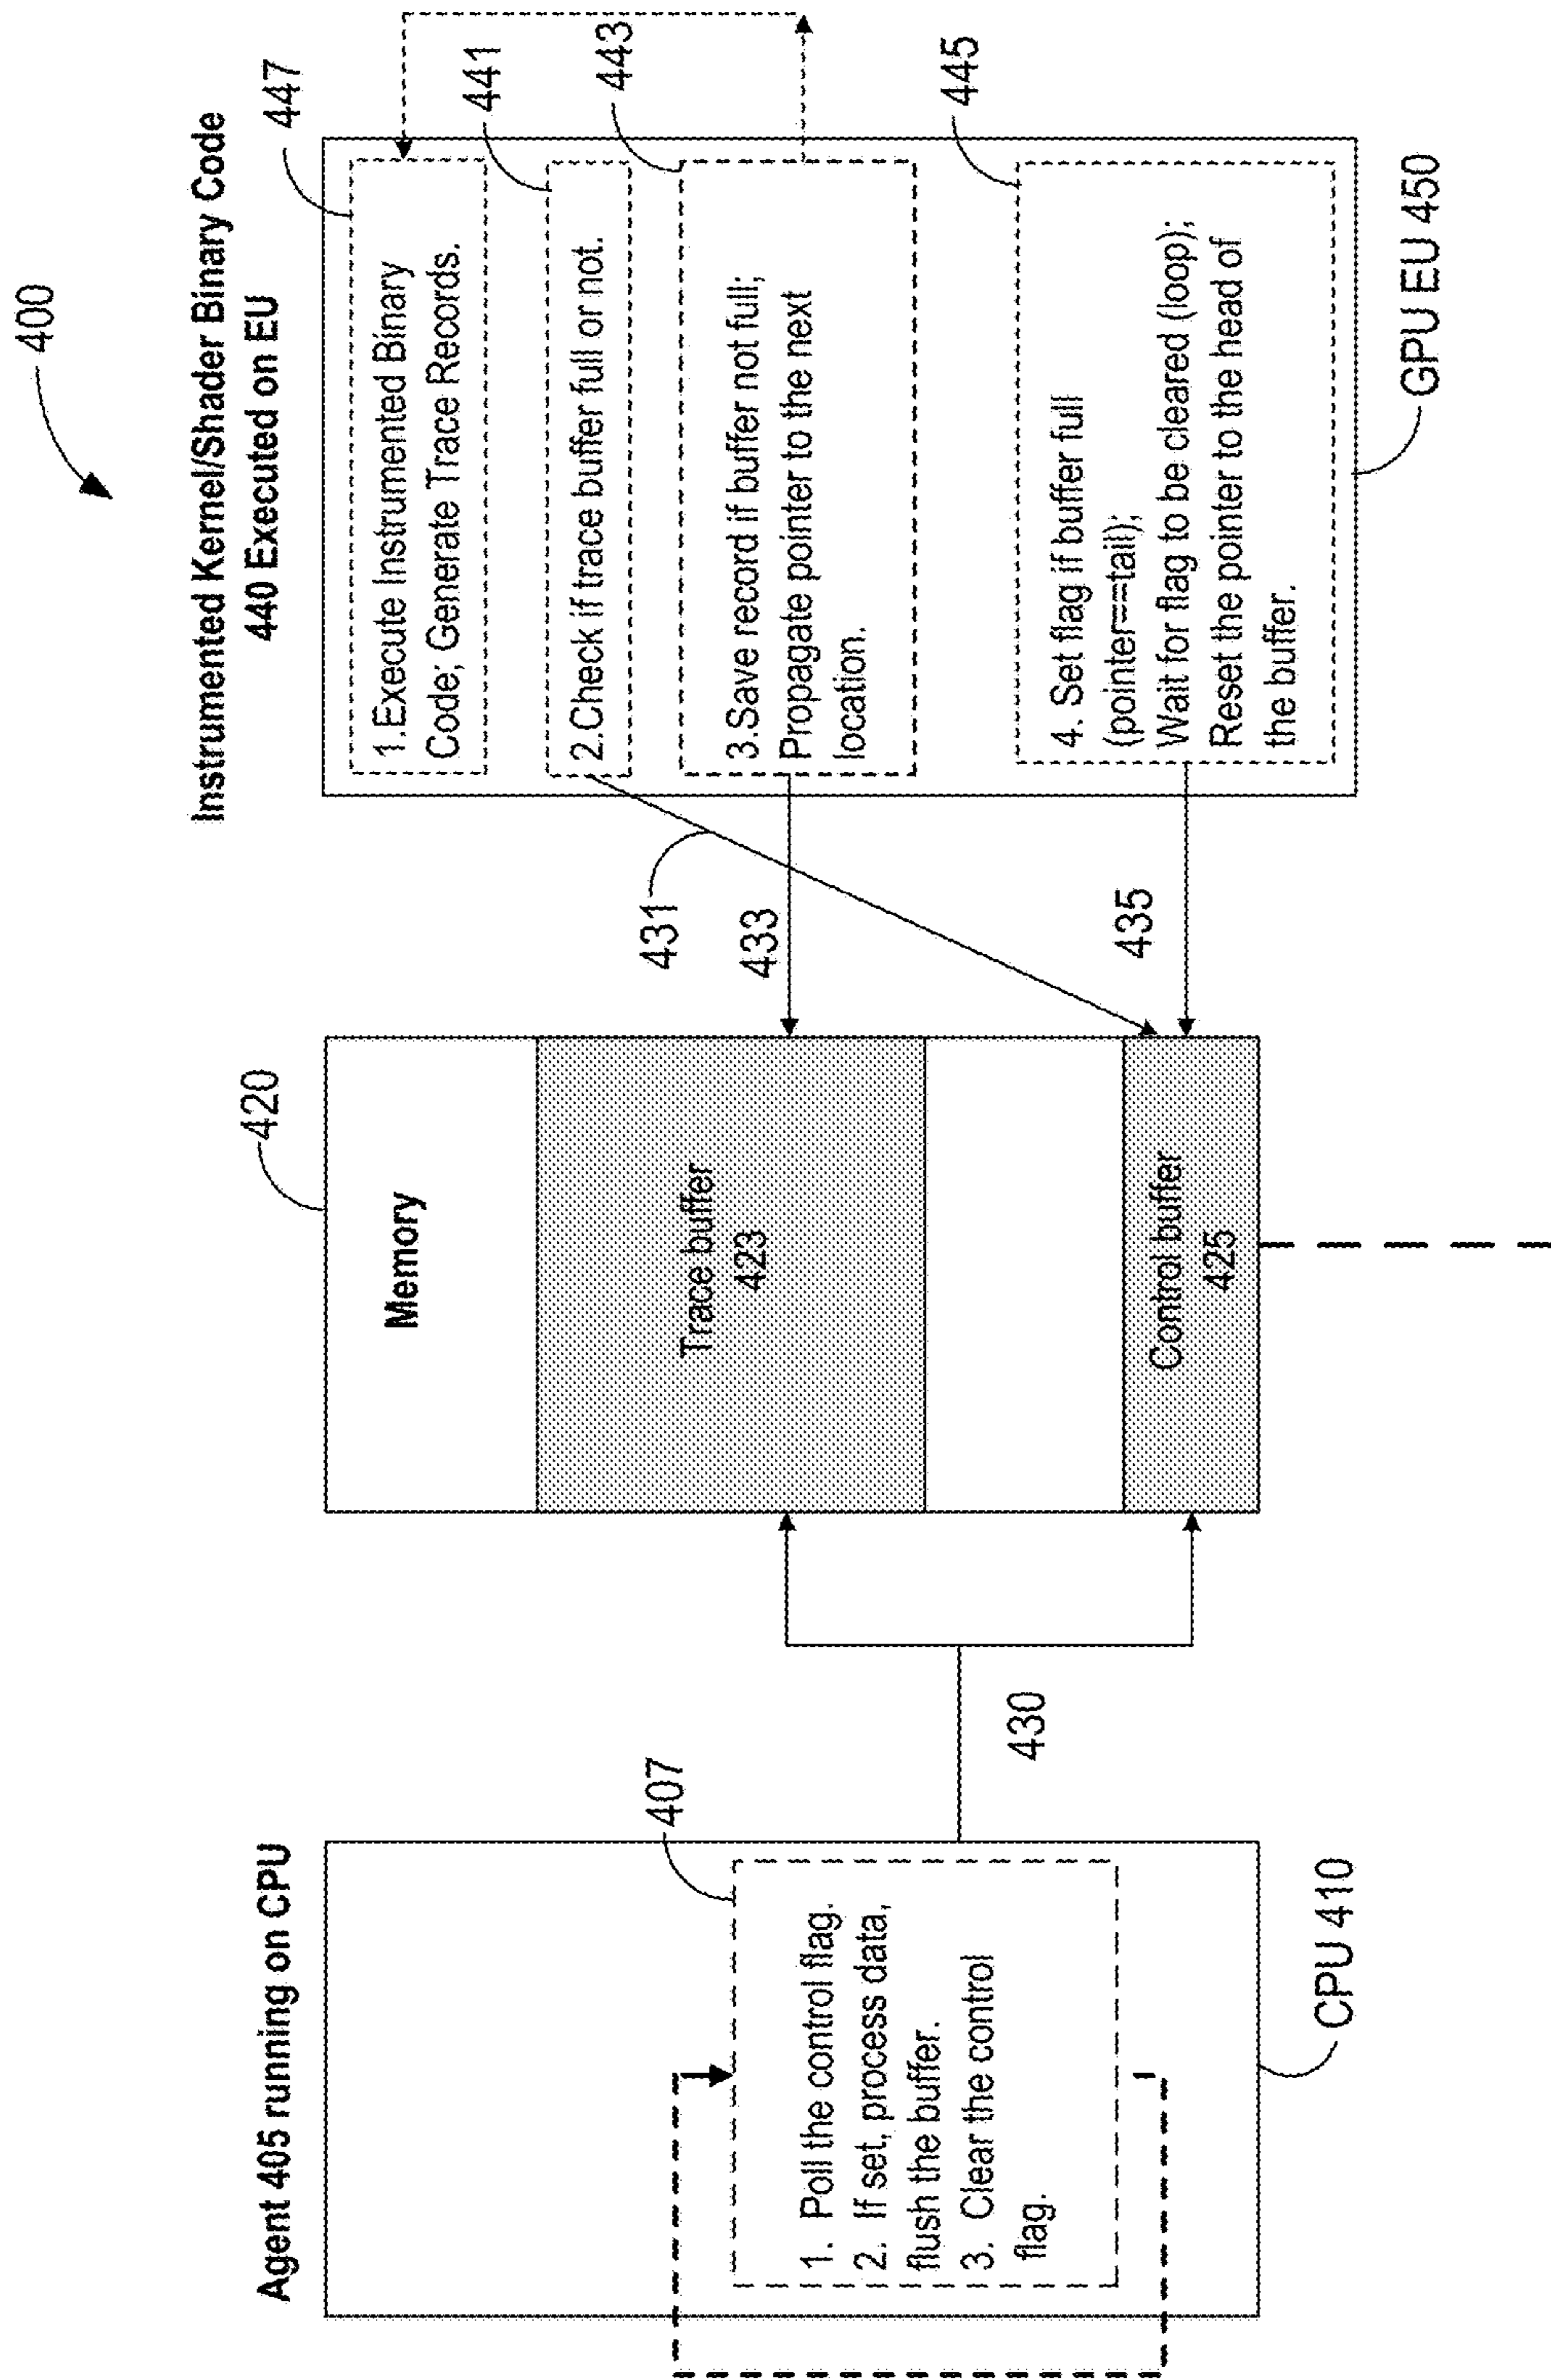 400
Agent 405 running on CPU
407
1. Poll the control flag.
2. If set, process data,
flush the buffer.
3. Clear the control
flag.
CPU 410
430
420
Memory
Trace buffer
423
Control buffer
425
431
433
435
Instrumented Kernel/Shader Binary Code
440 Executed on EU
447
1.Execute Instrumented Binary
Code; Generate Trace Records.
441
2.Check if trace buffer full or not.
443
3.Save record if buffer not full;
Propagate pointer to the next
location.
445
4. Set flag if buffer full
(pointer==tail);
Wait for flag to be cleared (loop);
Reset the pointer to the head of
the buffer.
GPU EU 450